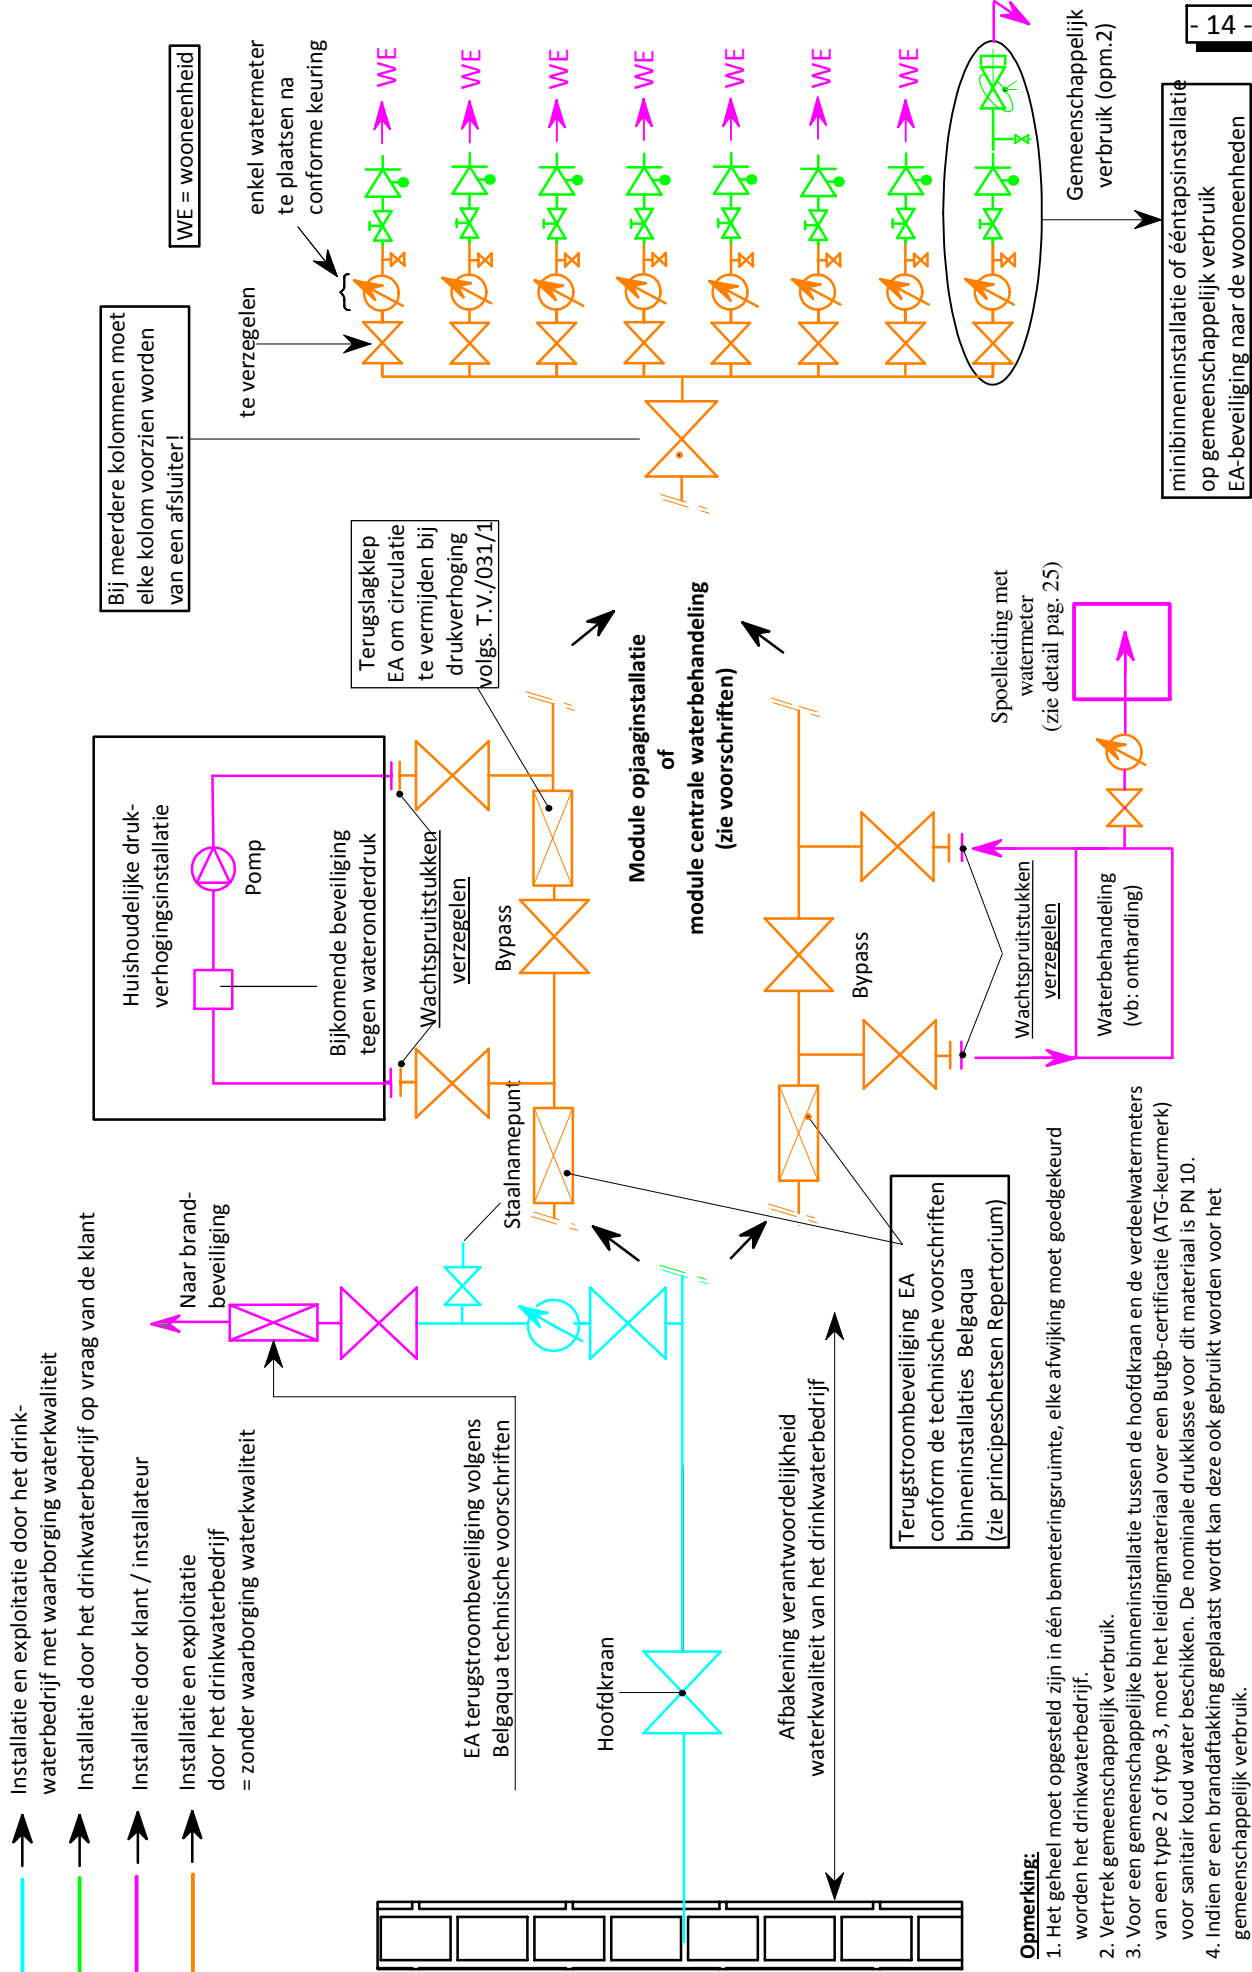 Installatie en exploitatie door het drink-
waterbedrijf met waarborging waterkwaliteit
Installatie door het drinkwaterbedrijf op vraag van de klant
Installatie door klant / installateur
Installatie en exploitatie
door het drinkwaterbedrijf
= zonder waarborging waterkwaliteit
Naar brand-
beveiliging
EA terugstroombeveiliging volgens
Belgaqua technische voorschriften
Staalnamepunt
Hoofdkraan
Afbakening verantwoordelijkheid
waterkwaliteit van het drinkwaterbedrijf
Huishoudelijke druk-
verhogingsinstallatie
Pomp
Bijkomende beveiliging
tegen wateronderdruk
Wachtspruitstukken
verzegelen
Bypass
Terugslagklep
EA om circulatie
te vermijden bij
drukverhoging
volgs. T.V./031/1
Module opjaaginstallatie
of
module centrale waterbehandeling
(zie voorschriften)
Bypass
Wachtspruitstukken
verzegelen
Waterbehandeling
(vb: ontharding)
Spoelleiding met
watermeter
(zie detail pag. 25)
Terugstroombeveiliging EA
conform de technische voorschriften
binneninstallaties Belgaqua
(zie principeschetsen Repertorium)
Bij meerdere kolommen moet
elke kolom voorzien worden
van een afsluiter!
te verzegelen
WE = wooneenheid
enkel watermeter
te plaatsen na
conforme keuring
WE
WE
WE
WE
WE
WE
WE
Gemeenschappelijk
verbruik (opm.2)
minibinneninstallatie of ééntapsinstallatie
op gemeenschappelijk verbruik
EA-beveiliging naar de wooneenheden
Opmerking:
1. Het geheel moet opgesteld zijn in één bemeteringsruimte, elke afwijking moet goedgekeurd
worden het drinkwaterbedrijf.
2. Vertrek gemeenschappelijk verbruik.
3. Voor een gemeenschappelijke binneninstallatie tussen de hoofdkraan en de verdeelwatermeters
van een type 2 of type 3, moet het leidingmateriaal over een Butgb-certificatie (ATG-keurmerk)
voor sanitair koud water beschikken. De nominale drukklasse voor dit materiaal is PN 10.
4. Indien er een brandaftakking geplaatst wordt kan deze ook gebruikt worden voor het
gemeenschappelijk verbruik.
- 14 -